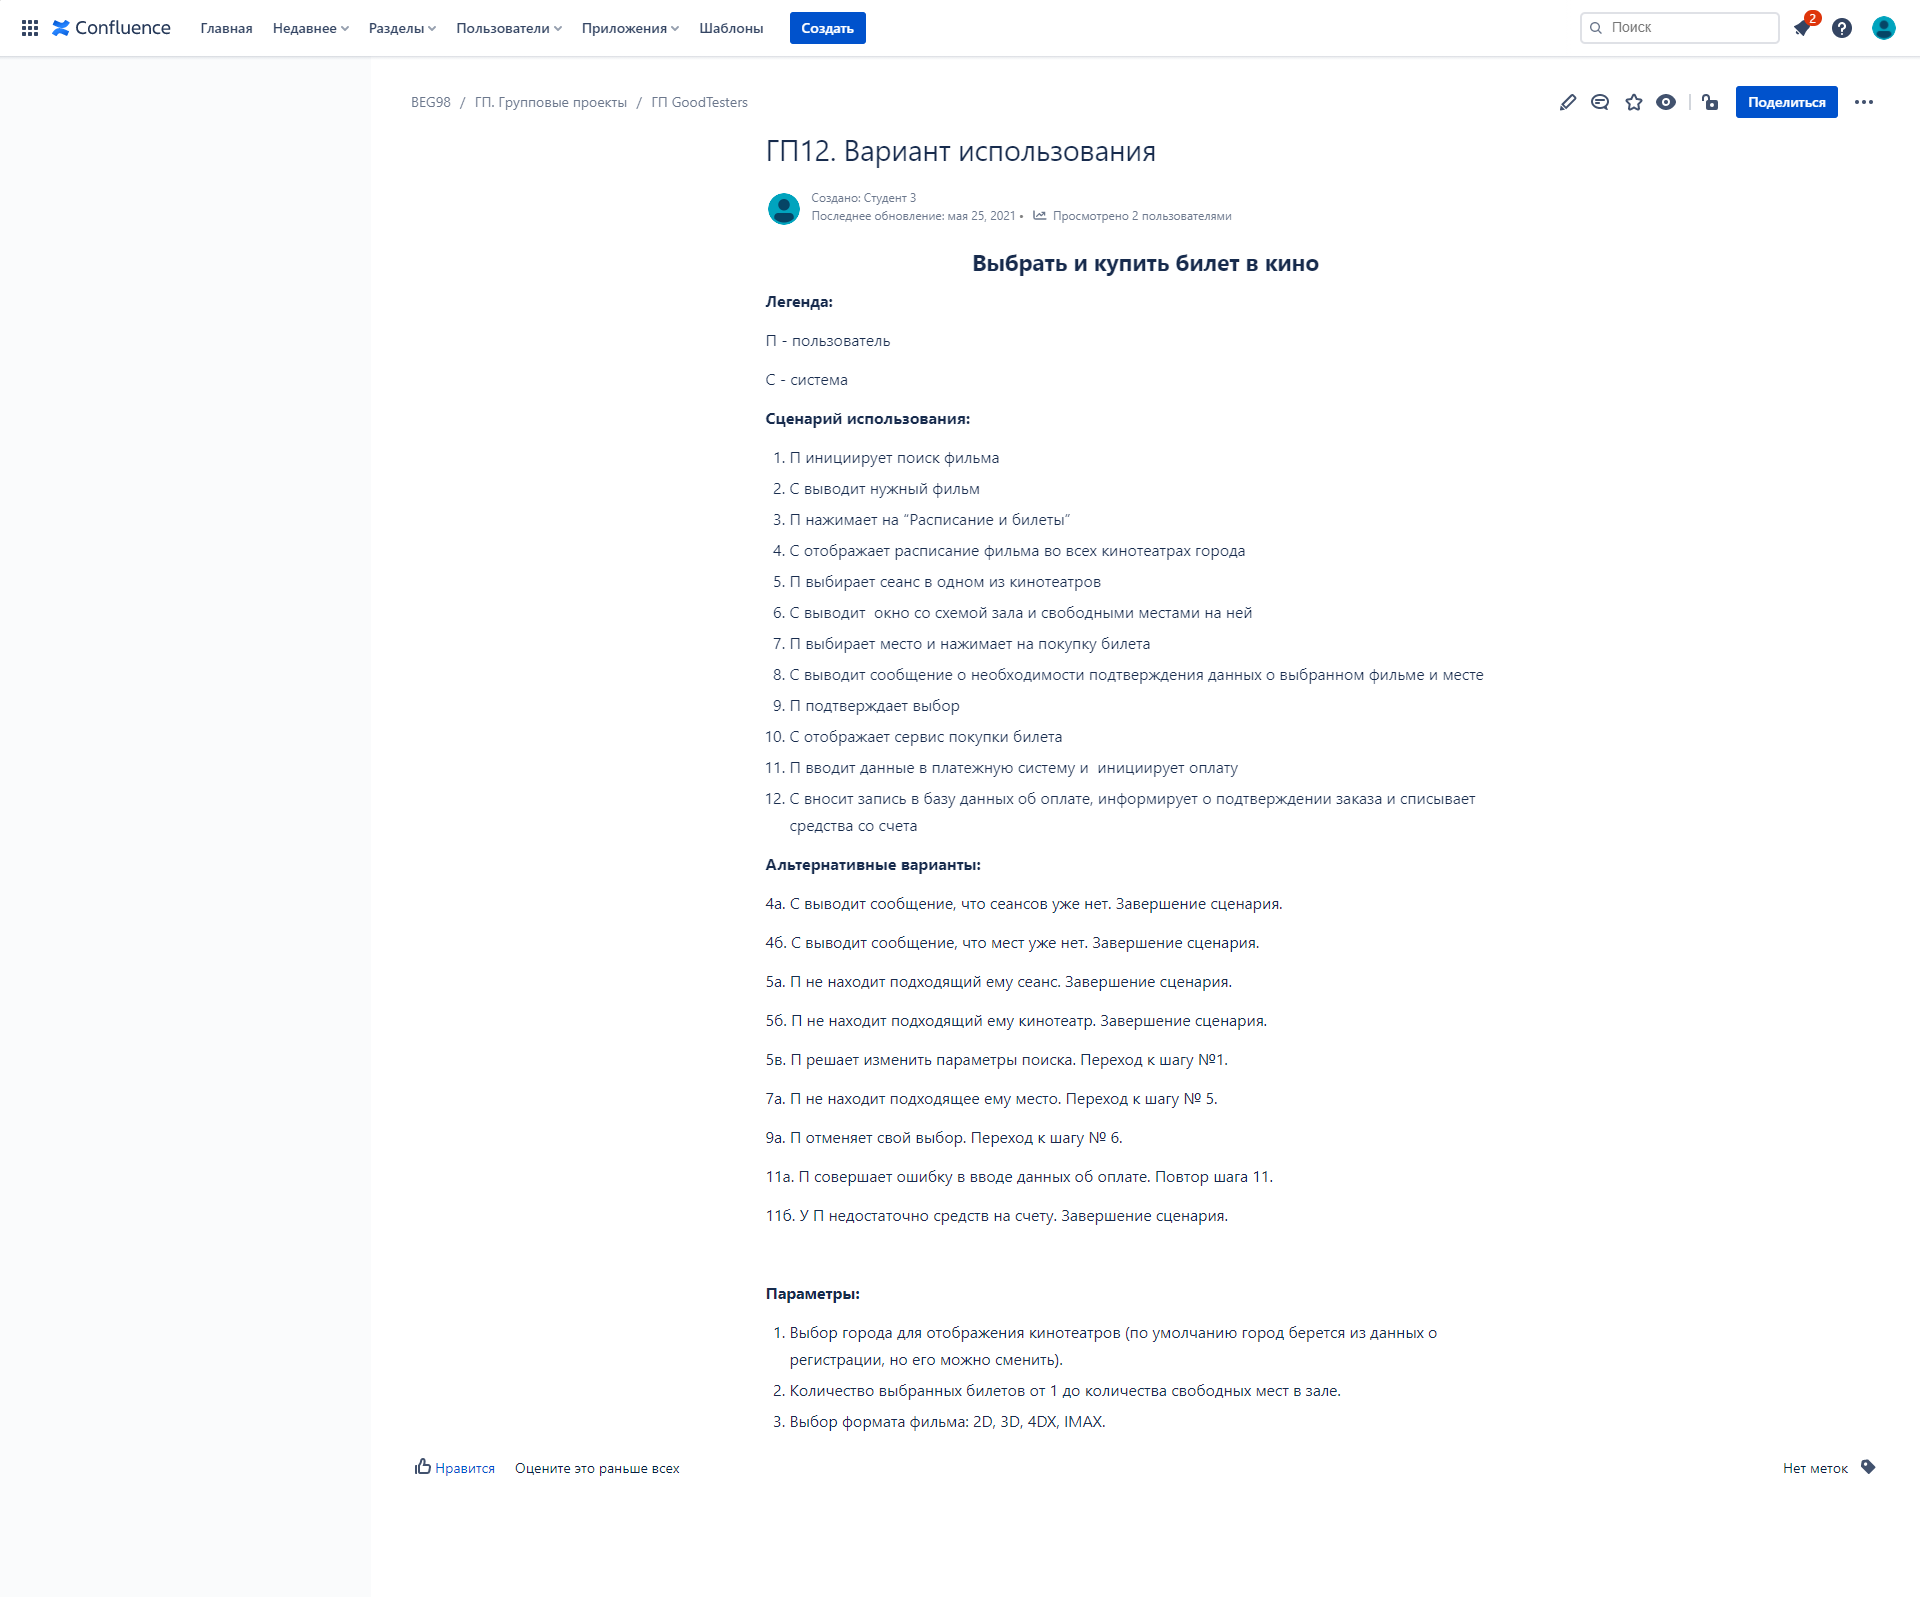 Confluence
Главная
Недавнее
Разделы
Пользователи
Приложения
Шаблоны
Создать
Поиск
2
BEG98 / ГП. Групповые проекты / ГП GoodTesters
Поделиться
ГП12. Вариант использования
Создано: Студент 3
Последнее обновление: мая 25, 2021 • Просмотрено 2 пользователями
Выбрать и купить билет в кино
Легенда:
П - пользователь
С - система
Сценарий использования:
1. П инициирует поиск фильма
2. С выводит нужный фильм
3. П нажимает на “Расписание и билеты”
4. С отображает расписание фильма во всех кинотеатрах города
5. П выбирает сеанс в одном из кинотеатров
6. С выводит  окно со схемой зала и свободными местами на ней
7. П выбирает место и нажимает на покупку билета
8. С выводит сообщение о необходимости подтверждения данных о выбранном фильме и месте
9. П подтверждает выбор
10. С отображает сервис покупки билета
11. П вводит данные в платежную систему и  инициирует оплату
12. С вносит запись в базу данных об оплате, информирует о подтверждении заказа и списывает
средства со счета
Альтернативные варианты:
4а. С выводит сообщение, что сеансов уже нет. Завершение сценария.
4б. С выводит сообщение, что мест уже нет. Завершение сценария.
5а. П не находит подходящий ему сеанс. Завершение сценария.
5б. П не находит подходящий ему кинотеатр. Завершение сценария.
5в. П решает изменить параметры поиска. Переход к шагу №1.
7а. П не находит подходящее ему место. Переход к шагу № 5.
9а. П отменяет свой выбор. Переход к шагу № 6.
11а. П совершает ошибку в вводе данных об оплате. Повтор шага 11.
11б. У П недостаточно средств на счету. Завершение сценария.
Параметры:
1. Выбор города для отображения кинотеатров (по умолчанию город берется из данных о
регистрации, но его можно сменить).
2. Количество выбранных билетов от 1 до количества свободных мест в зале.
3. Выбор формата фильма: 2D, 3D, 4DX, IMAX.
Нравится
Оцените это раньше всех
Нет меток